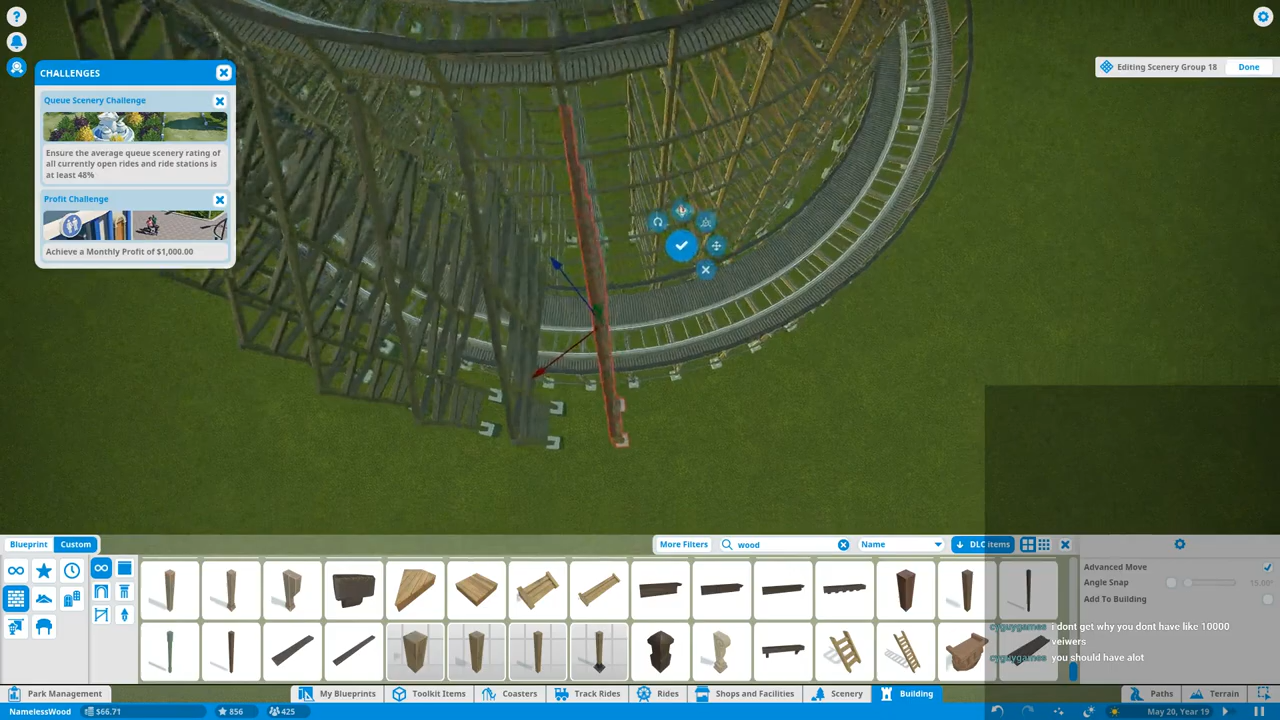 CHALLENGES
Queue Scenery Challenge
Ensure the average queue scenery rating of
all currently open rides and ride stations is
at least 48%
Profit Challenge
Achieve a Monthly Profit of $1,000.00
Editing Scenery Group 18
Done
Blueprint
Custom
More Filters
wood
Name
DLC Items
Advanced Move
Angle Snap
15.00°
Add To Building
cyguygames i dont get why you dont have like 10000
veiwers
cyguygames you should have alot
Park Management
My Blueprints
Toolkit Items
Coasters
Track Rides
Rides
Shops and Facilities
Scenery
Building
Paths
Terrain
NamelessWood
$66.71
856
425
May 20, Year 19